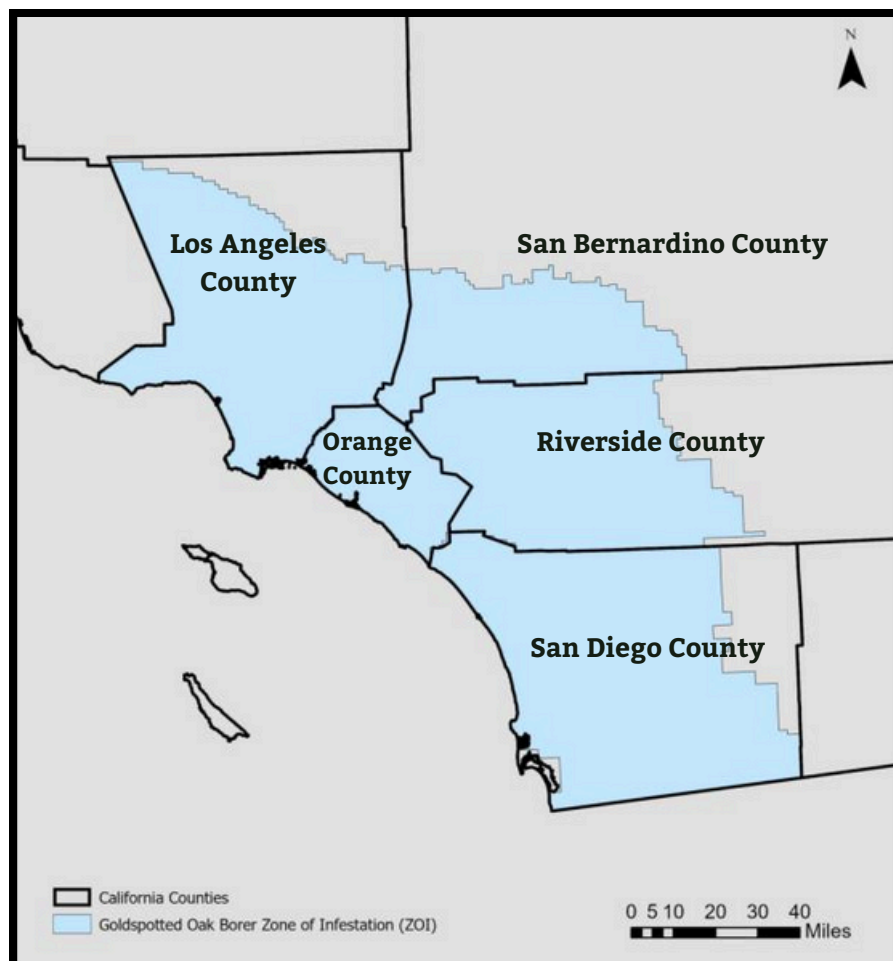 N
Los Angeles
County
San Bernardino County
Orange
County
Riverside County
San Diego County
California Counties
Goldspotted Oak Borer Zone of Infestation (ZOI)
0 5 10 20 30 40
Miles